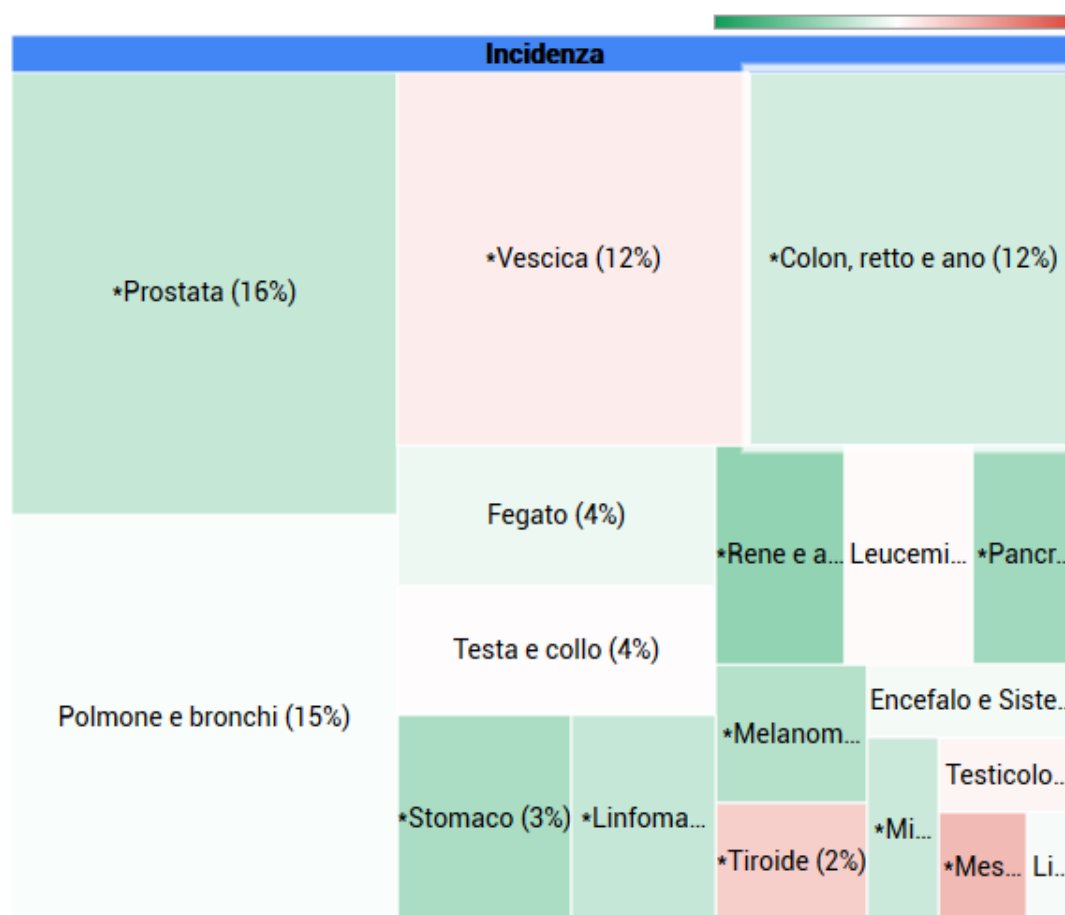 Incidenza
*Prostata (16%)
*Vescica (12%)
*Colon, retto e ano (12%)
Polmone e bronchi (15%)
Fegato (4%)
Testa e collo (4%)
*Stomaco (3%)
*Linfoma...
*Rene e a...
Leucemi...
*Pancr...
*Melanom...
*Tiroide (2%)
Encefalo e Siste...
*Mi...
Testicolo...
*Mes...
Li...